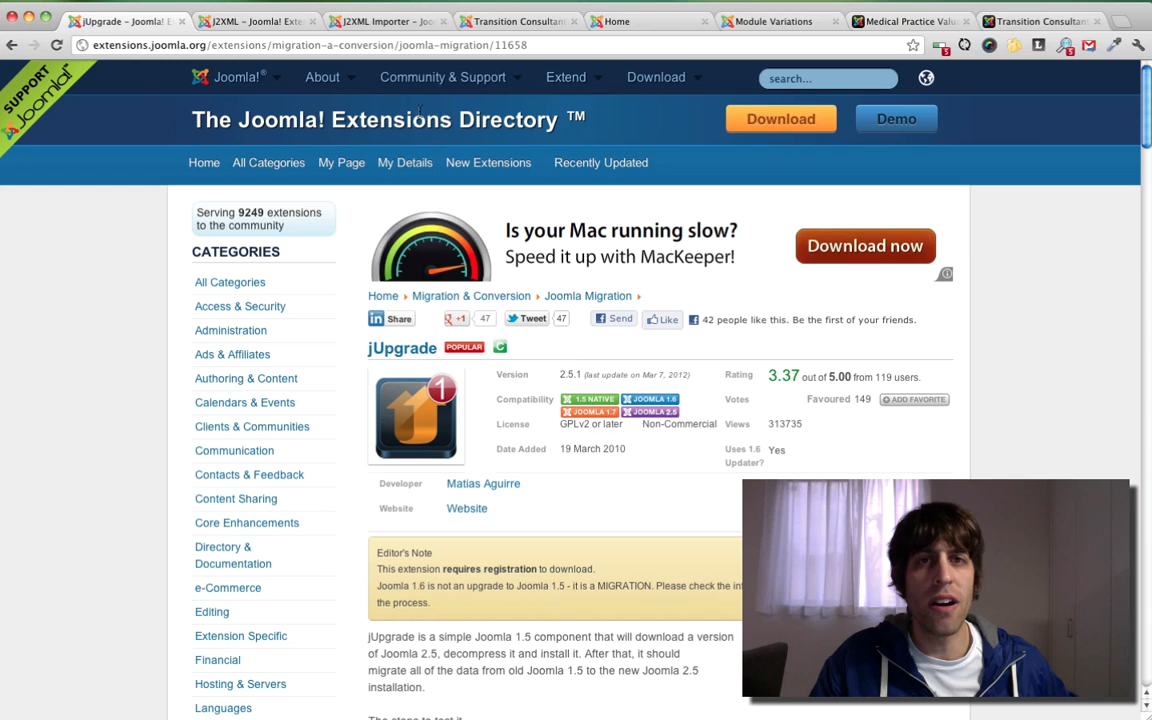 jUpgrade – Joomla! E
J2XML - Joomla! Exte
J2XML Importer - Joo
Transition Consultan
Home
Module Variations
Medical Practice Valu
Transition Consultan
extensions.joomla.org/extensions/migration-a-conversion/joomla-migration/11658
SUPPORT
Joomla!
Joomla!® About Community & Support Extend Download search...
The Joomla! Extensions Directory ™ Download Demo
Home All Categories My Page My Details New Extensions Recently Updated
Serving 9249 extensions
to the community
CATEGORIES
All Categories
Access & Security
Administration
Ads & Affiliates
Authoring & Content
Calendars & Events
Clients & Communities
Communication
Contacts & Feedback
Content Sharing
Core Enhancements
Directory &
Documentation
e-Commerce
Editing
Extension Specific
Financial
Hosting & Servers
Languages
Is your Mac running slow?
Speed it up with MacKeeper!
Download now
Home Migration & Conversion Joomla Migration
Share +1 47 Tweet 47 Send Like 42 people like this. Be the first of your friends.
jUpgrade POPULAR
1
Version 2.5.1 (last update on Mar 7, 2012)
Compatibility 1.5 NATIVE JOOMLA 1.6
JOOMLA 1.7 JOOMLA 2.5
License GPLv2 or later Non-Commercial
Date Added 19 March 2010
Rating 3.37 out of 5.00 from 119 users.
Votes Favoured 149 ADD FAVORITE
Views 313735
Uses 1.6
Updater? Yes
Developer Matias Aguirre
Website Website
Editor's Note
This extension requires registration to download.
Joomla 1.6 is not an upgrade to Joomla 1.5 - it is a MIGRATION. Please check the in
the process.
jUpgrade is a simple Joomla 1.5 component that will download a version
of Joomla 2.5, decompress it and install it. After that, it should
migrate all of the data from old Joomla 1.5 to the new Joomla 2.5
installation.
The steps to test it